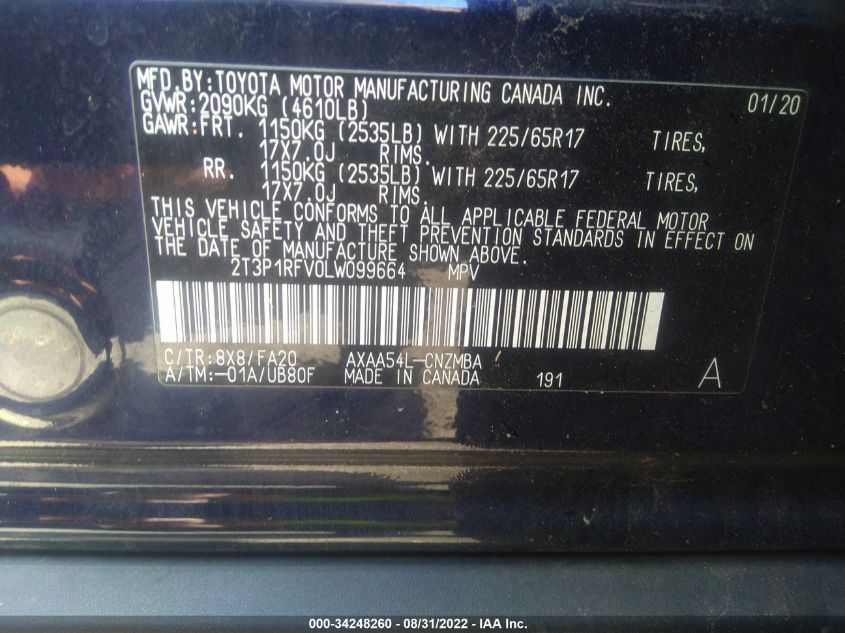 MFD.BY:TOYOTA MOTOR MANUFACTURING CANADA INC. 01/20
GVWR:2090KG (4610LB)
GAWR:FRT. 1150KG (2535LB) WITH 225/65R17 TIRES,
17X7.0J RIMS.
RR. 1150KG (2535LB) WITH 225/65R17 TIRES,
17X7.0J RIMS.
THIS VEHICLE CONFORMS TO ALL APPLICABLE FEDERAL MOTOR
VEHICLE SAFETY AND THEFT PREVENTION STANDARDS IN EFFECT ON
THE DATE OF MANUFACTURE SHOWN ABOVE.
2T3P1RFV0LW099664 MPV
C/TR:8X8/FA20 AXAA54L-CNZMBA
A/TM:-01A/UB80F MADE IN CANADA 191 A
000-34248260 - 08/31/2022 - IAA Inc.